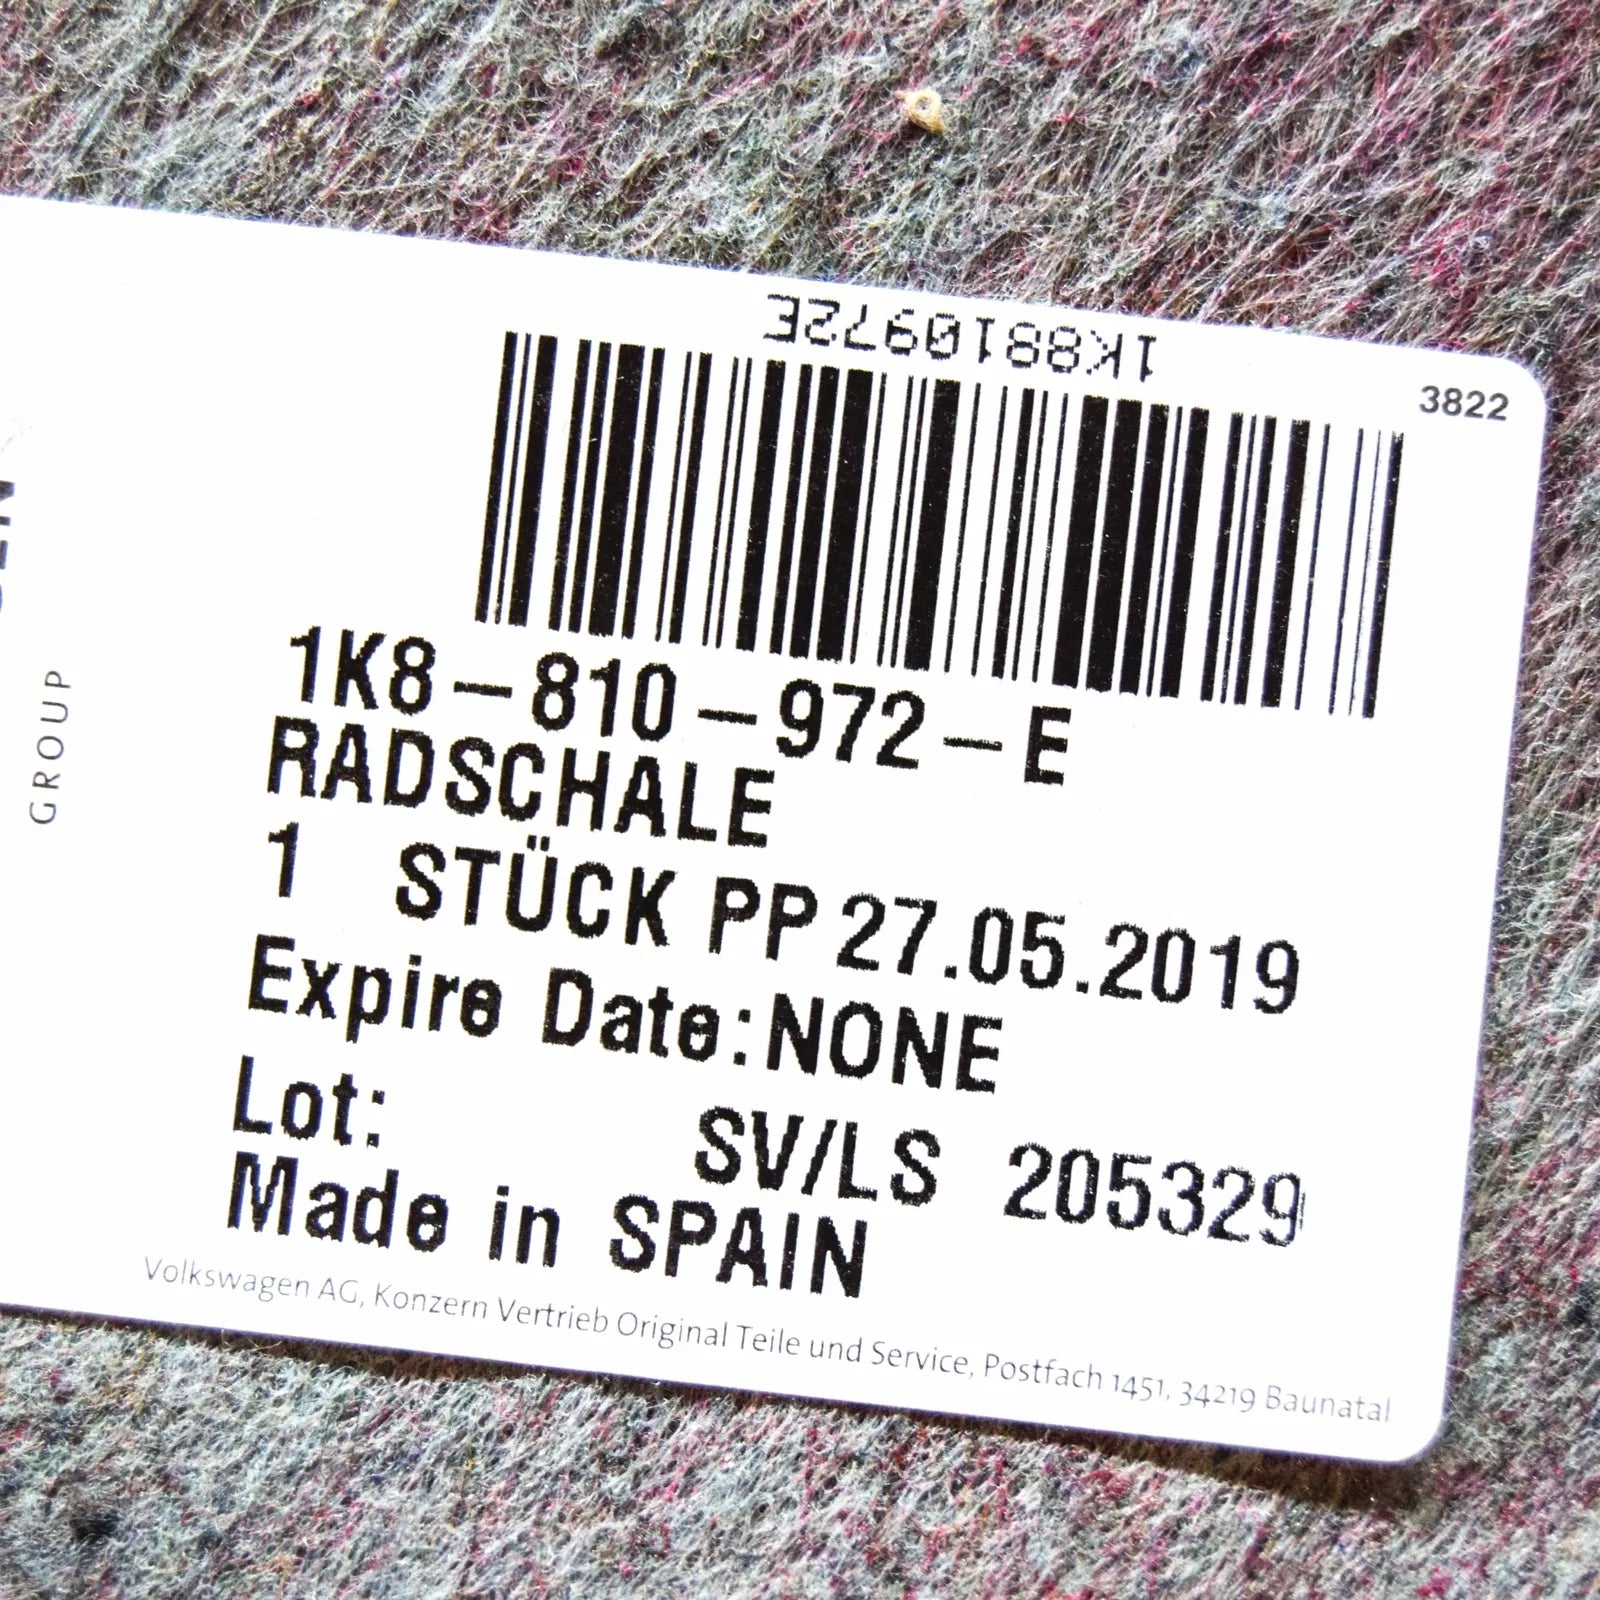 1K8810972E
3822
1K8-810-972-E
RADSCHALE
1 STÜCK PP 27.05.2019
Expire Date:NONE
Lot: SV/LS 205329
Made in SPAIN
Volkswagen AG, Konzern Vertrieb Original Teile und Service, Postfach 1451, 34219 Baunatal
GROUP